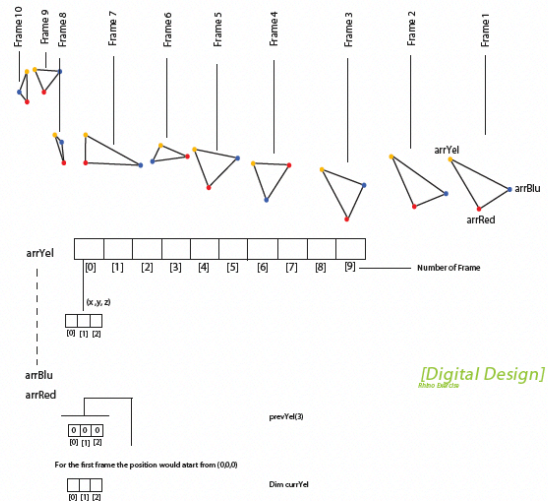 Frame 10
Frame 9
Frame 8
Frame 7
Frame 6
Frame 5
Frame 4
Frame 3
Frame 2
Frame 1
arrYel
arrBlu
arrRed
arrYel
[0] [1] [2] [3] [4] [5] [6] [7] [8] [9]
Number of Frame
(x,y, z)
[0] [1] [2]
arrBlu
arrRed
[Digital Design]
Rhino Exercise
prevYel(3)
0 0 0
[0] [1] [2]
For the first frame the position would atart from (0,0,0)
Dim currYel
[0] [1] [2]